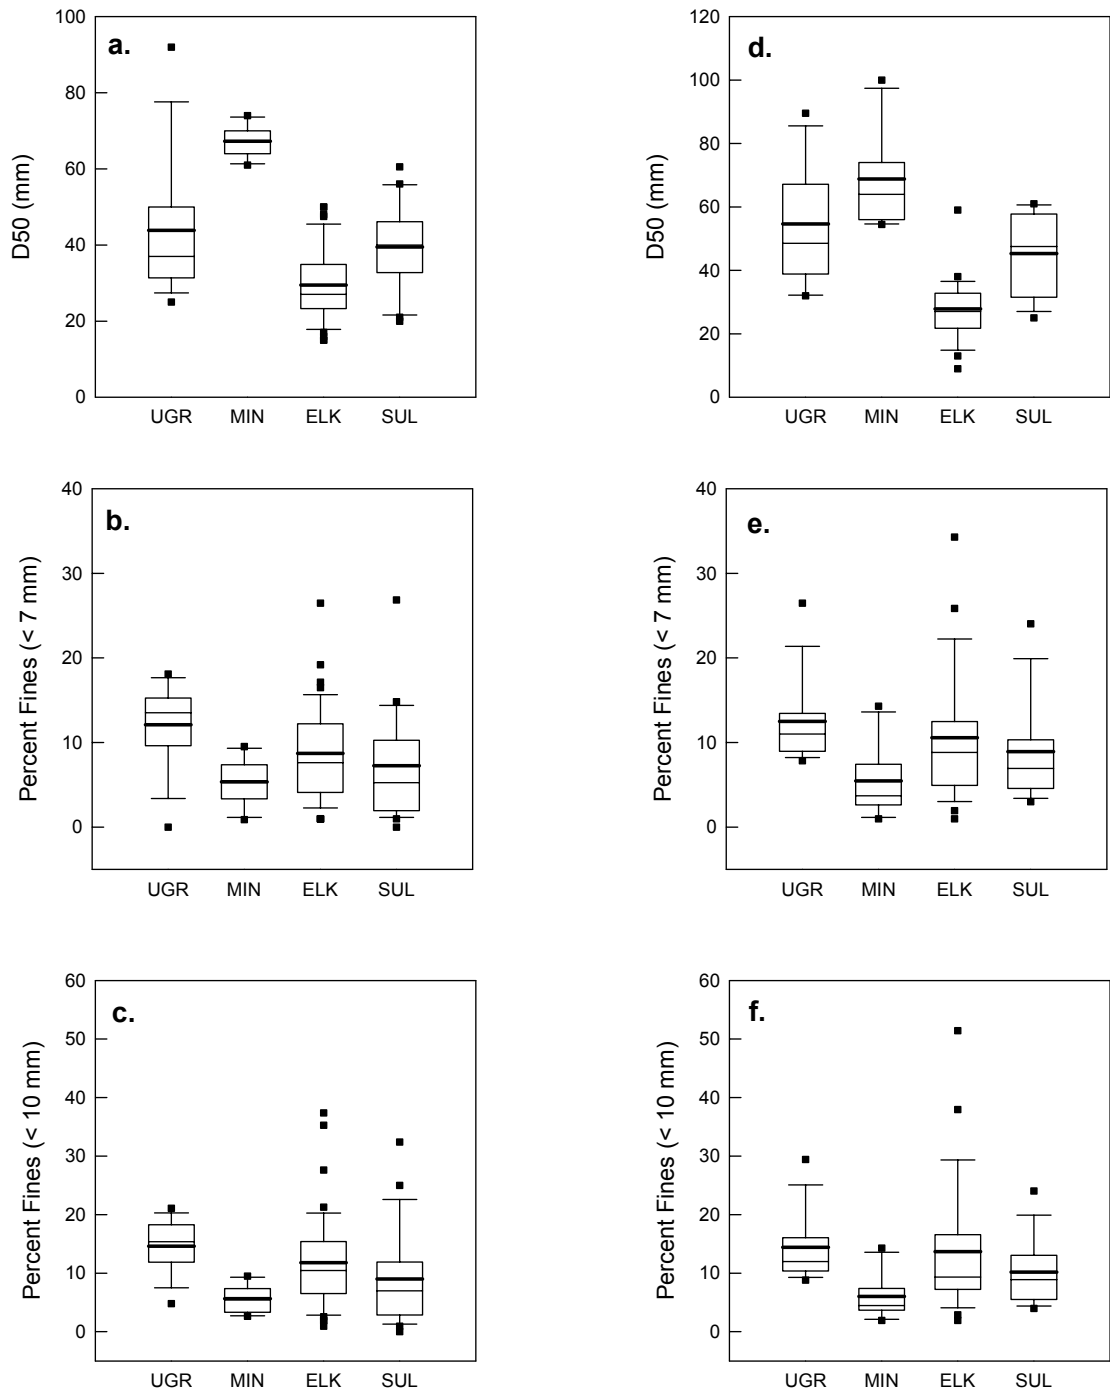 a.
D50 (mm)
100
80
60
40
20
0
UGR MIN ELK SUL
d.
D50 (mm)
120
100
80
60
40
20
0
UGR MIN ELK SUL
b.
Percent Fines (< 7 mm)
40
30
20
10
0
UGR MIN ELK SUL
e.
Percent Fines (< 7 mm)
40
30
20
10
0
UGR MIN ELK SUL
c.
Percent Fines (< 10 mm)
60
50
40
30
20
10
0
UGR MIN ELK SUL
f.
Percent Fines (< 10 mm)
60
50
40
30
20
10
0
UGR MIN ELK SUL